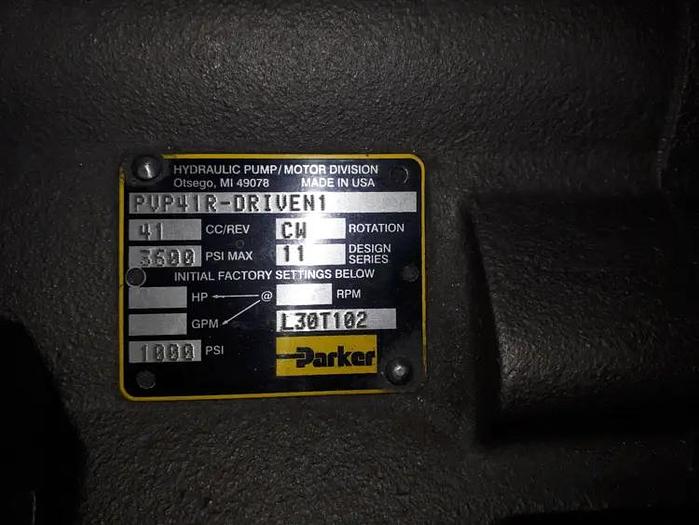 HYDRAULIC PUMP/MOTOR DIVISION
Otsego, MI 49078 MADE IN USA
PVP41R-DRIVEN1
41 CC/REV CW ROTATION
3600 PSI MAX 11 DESIGN SERIES
INITIAL FACTORY SETTINGS BELOW
HP @ RPM
GPM L30T102
1000 PSI Parker